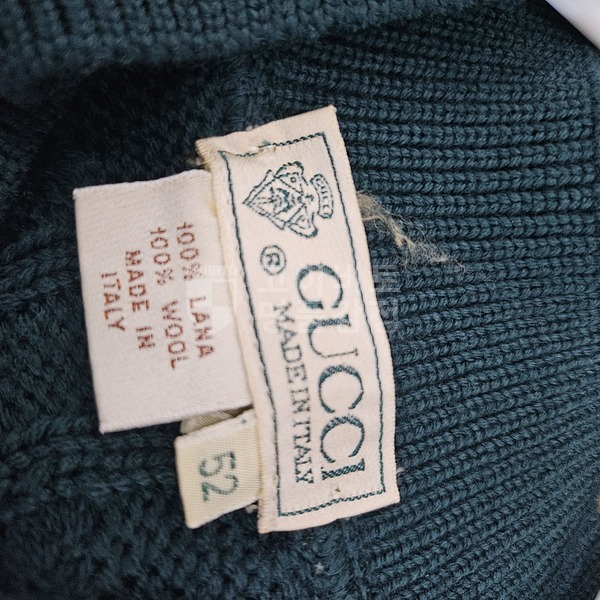 GUCCI
®
MADE IN ITALY
100% LANA
100% WOOL
MADE IN
ITALY
52